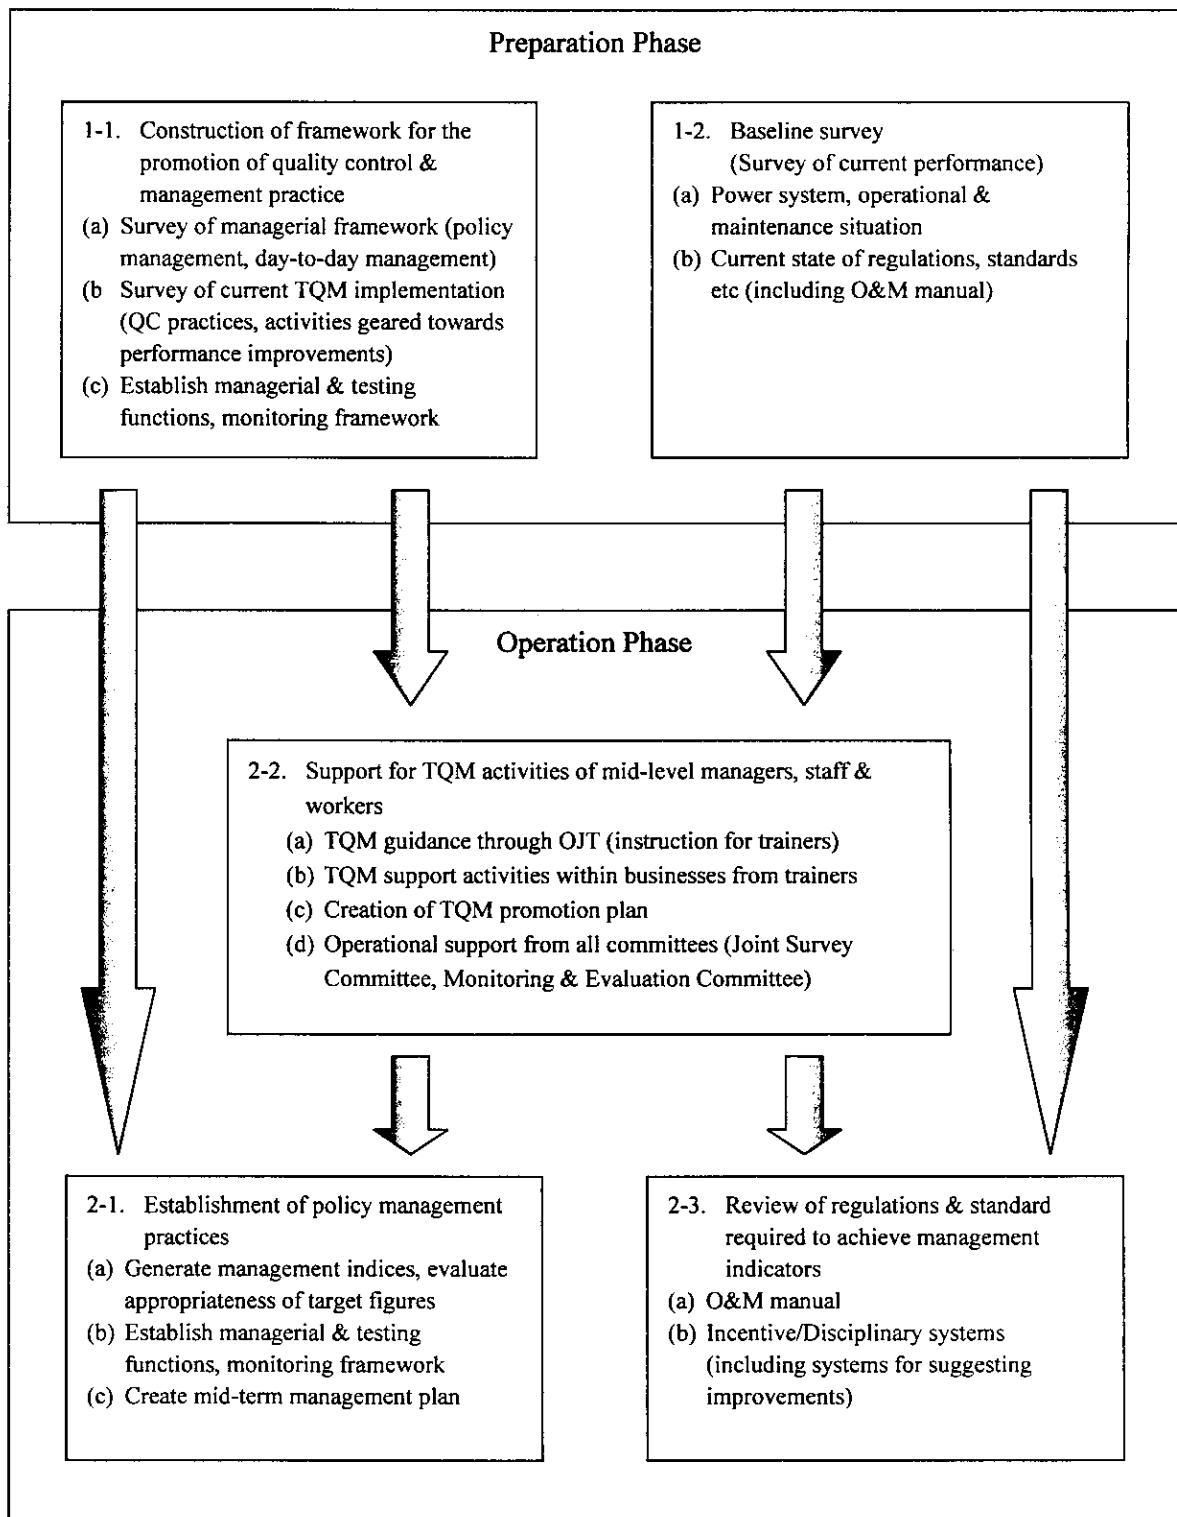 Preparation Phase
1-1. Construction of framework for the
promotion of quality control &
management practice
(a) Survey of managerial framework (policy
management, day-to-day management)
(b Survey of current TQM implementation
(QC practices, activities geared towards
performance improvements)
(c) Establish managerial & testing
functions, monitoring framework
1-2. Baseline survey
(Survey of current performance)
(a) Power system, operational &
maintenance situation
(b) Current state of regulations, standards
etc (including O&M manual)
Operation Phase
2-2. Support for TQM activities of mid-level managers, staff &
workers
(a) TQM guidance through OJT (instruction for trainers)
(b) TQM support activities within businesses from trainers
(c) Creation of TQM promotion plan
(d) Operational support from all committees (Joint Survey
Committee, Monitoring & Evaluation Committee)
2-1. Establishment of policy management
practices
(a) Generate management indices, evaluate
appropriateness of target figures
(b) Establish managerial & testing
functions, monitoring framework
(c) Create mid-term management plan
2-3. Review of regulations & standard
required to achieve management
indicators
(a) O&M manual
(b) Incentive/Disciplinary systems
(including systems for suggesting
improvements)